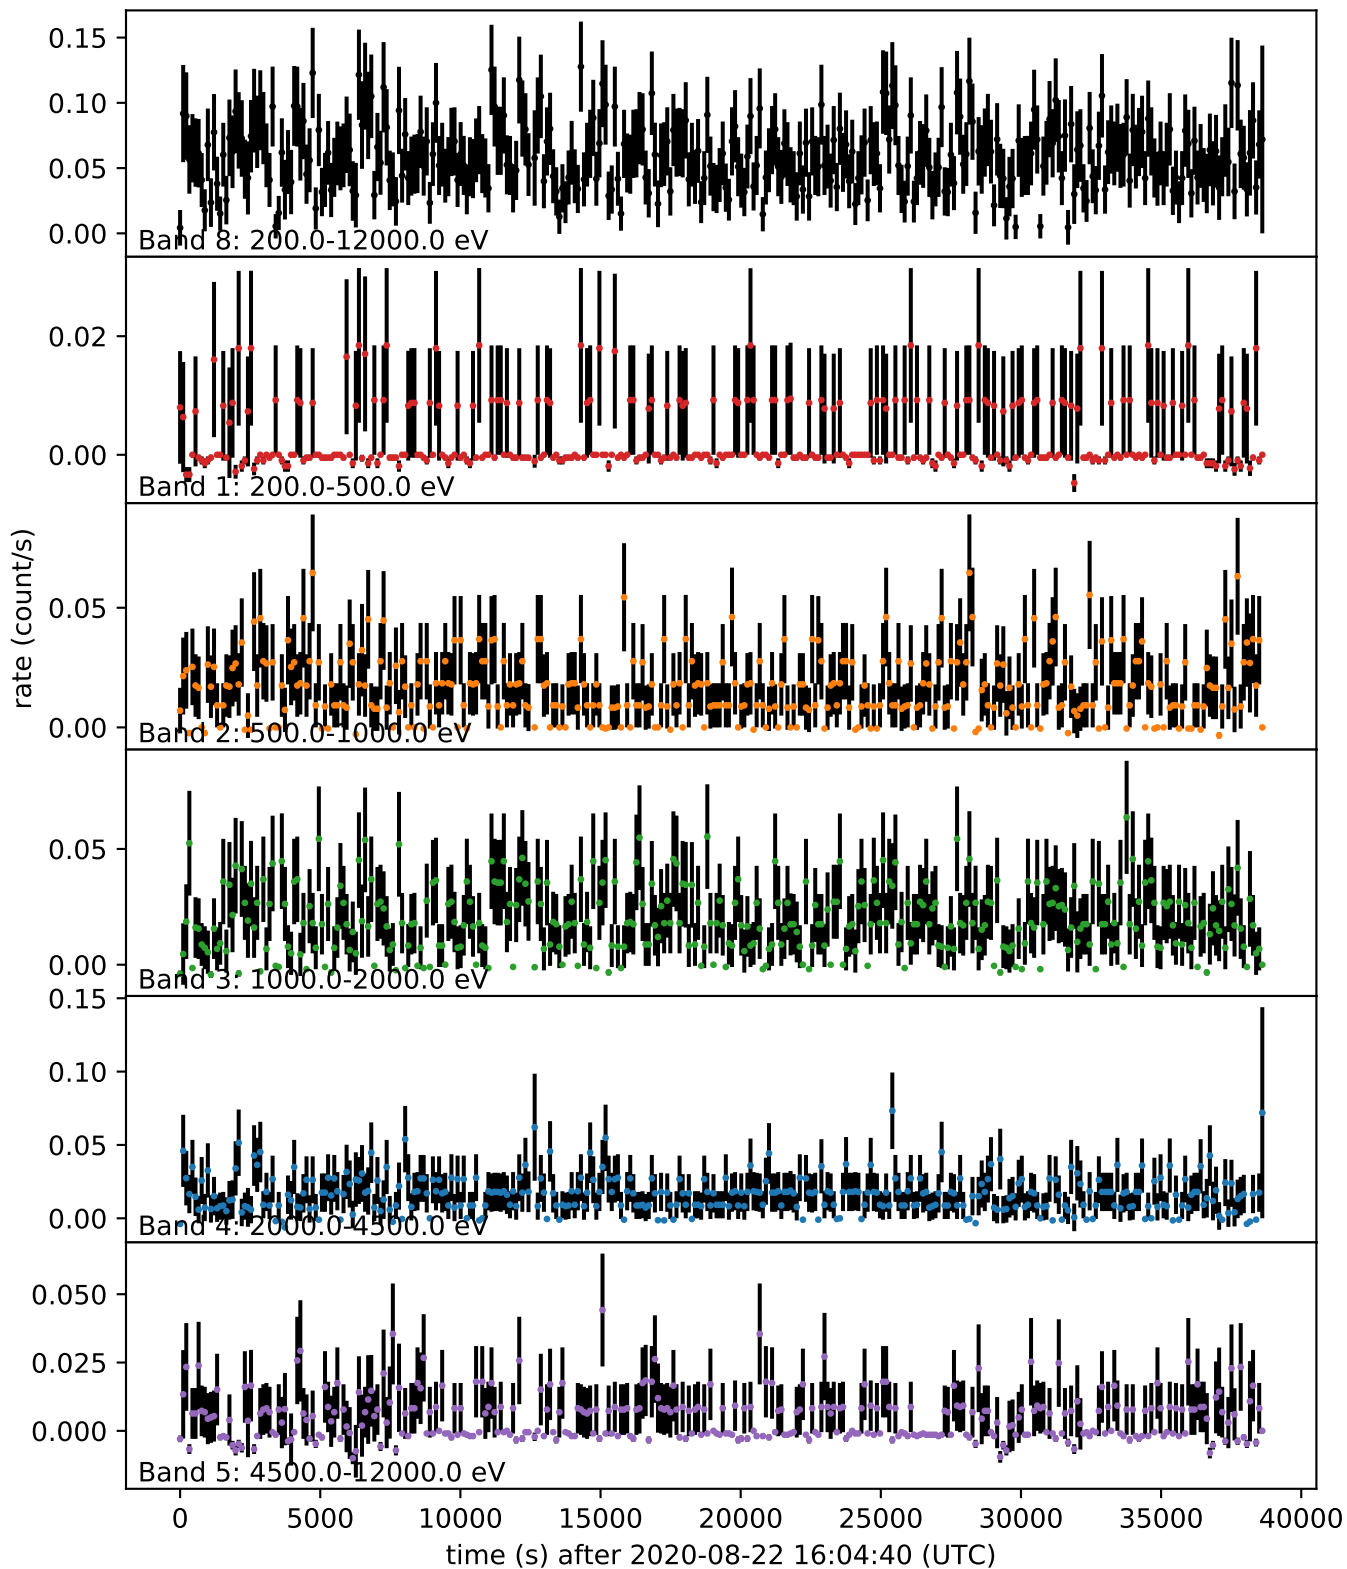 0.15
0.10
0.05
0.00
Band 8: 200.0-12000.0 eV
0.02
0.00
Band 1: 200.0-500.0 eV
rate (count/s)
0.05
0.00
Band 2: 500.0-1000.0 eV
0.05
0.00
Band 3: 1000.0-2000.0 eV
0.15
0.10
0.05
0.00
Band 4: 2000.0-4500.0 eV
0.050
0.025
0.000
Band 5: 4500.0-12000.0 eV
0 5000 10000 15000 20000 25000 30000 35000 40000
time (s) after 2020-08-22 16:04:40 (UTC)